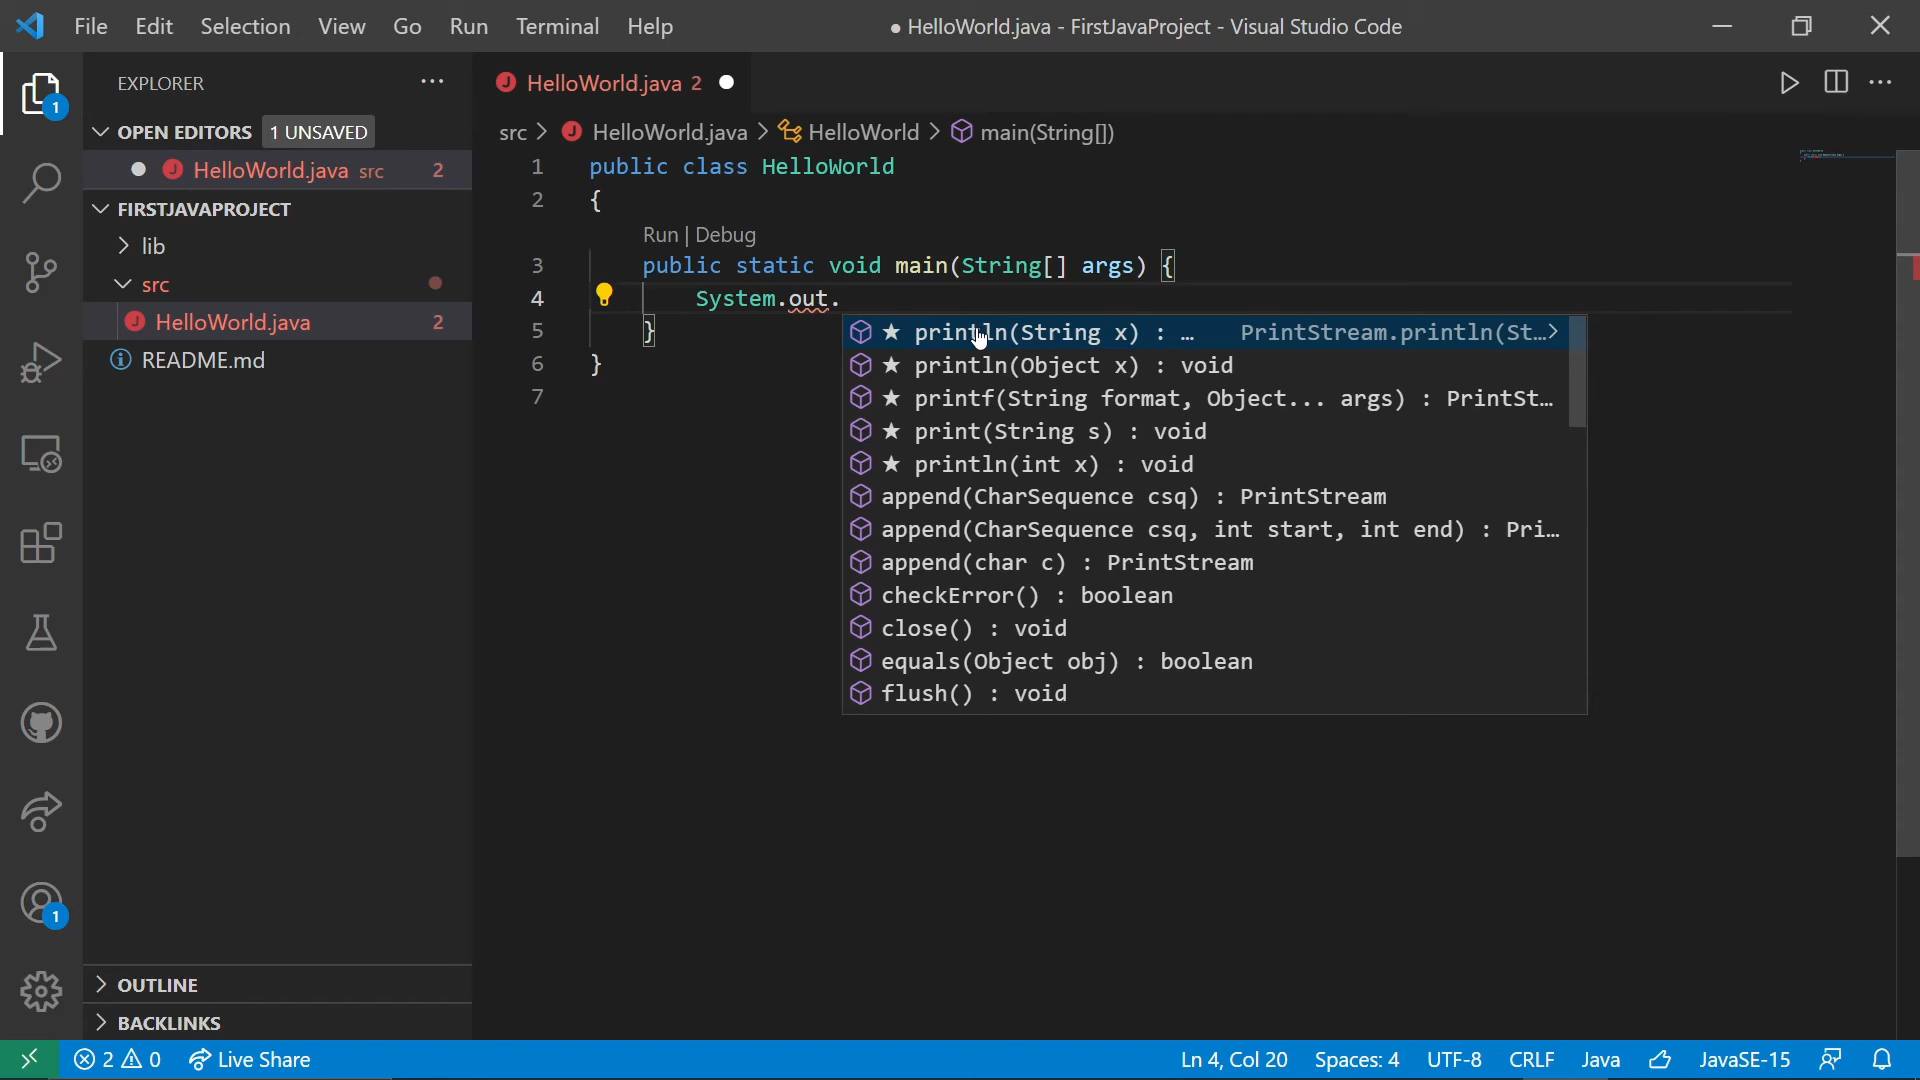 File Edit Selection View Go Run Terminal Help
● HelloWorld.java - FirstJavaProject - Visual Studio Code
EXPLORER
OPEN EDITORS 1 UNSAVED
HelloWorld.java src 2
FIRSTJAVAPROJECT
lib
src
HelloWorld.java 2
README.md
OUTLINE
BACKLINKS
1
1
HelloWorld.java 2
src > HelloWorld.java > HelloWorld > main(String[])
1 public class HelloWorld
2 {
Run | Debug
3 public static void main(String[] args) {
4 System.out.
5 }
6 }
7
★ println(String x) : … PrintStream.println(St…>
★ println(Object x) : void
★ printf(String format, Object... args) : PrintSt…
★ print(String s) : void
★ println(int x) : void
append(CharSequence csq) : PrintStream
append(CharSequence csq, int start, int end) : Pri…
append(char c) : PrintStream
checkError() : boolean
close() : void
equals(Object obj) : boolean
flush() : void
2 0 Live Share
Ln 4, Col 20 Spaces: 4 UTF-8 CRLF Java JavaSE-15